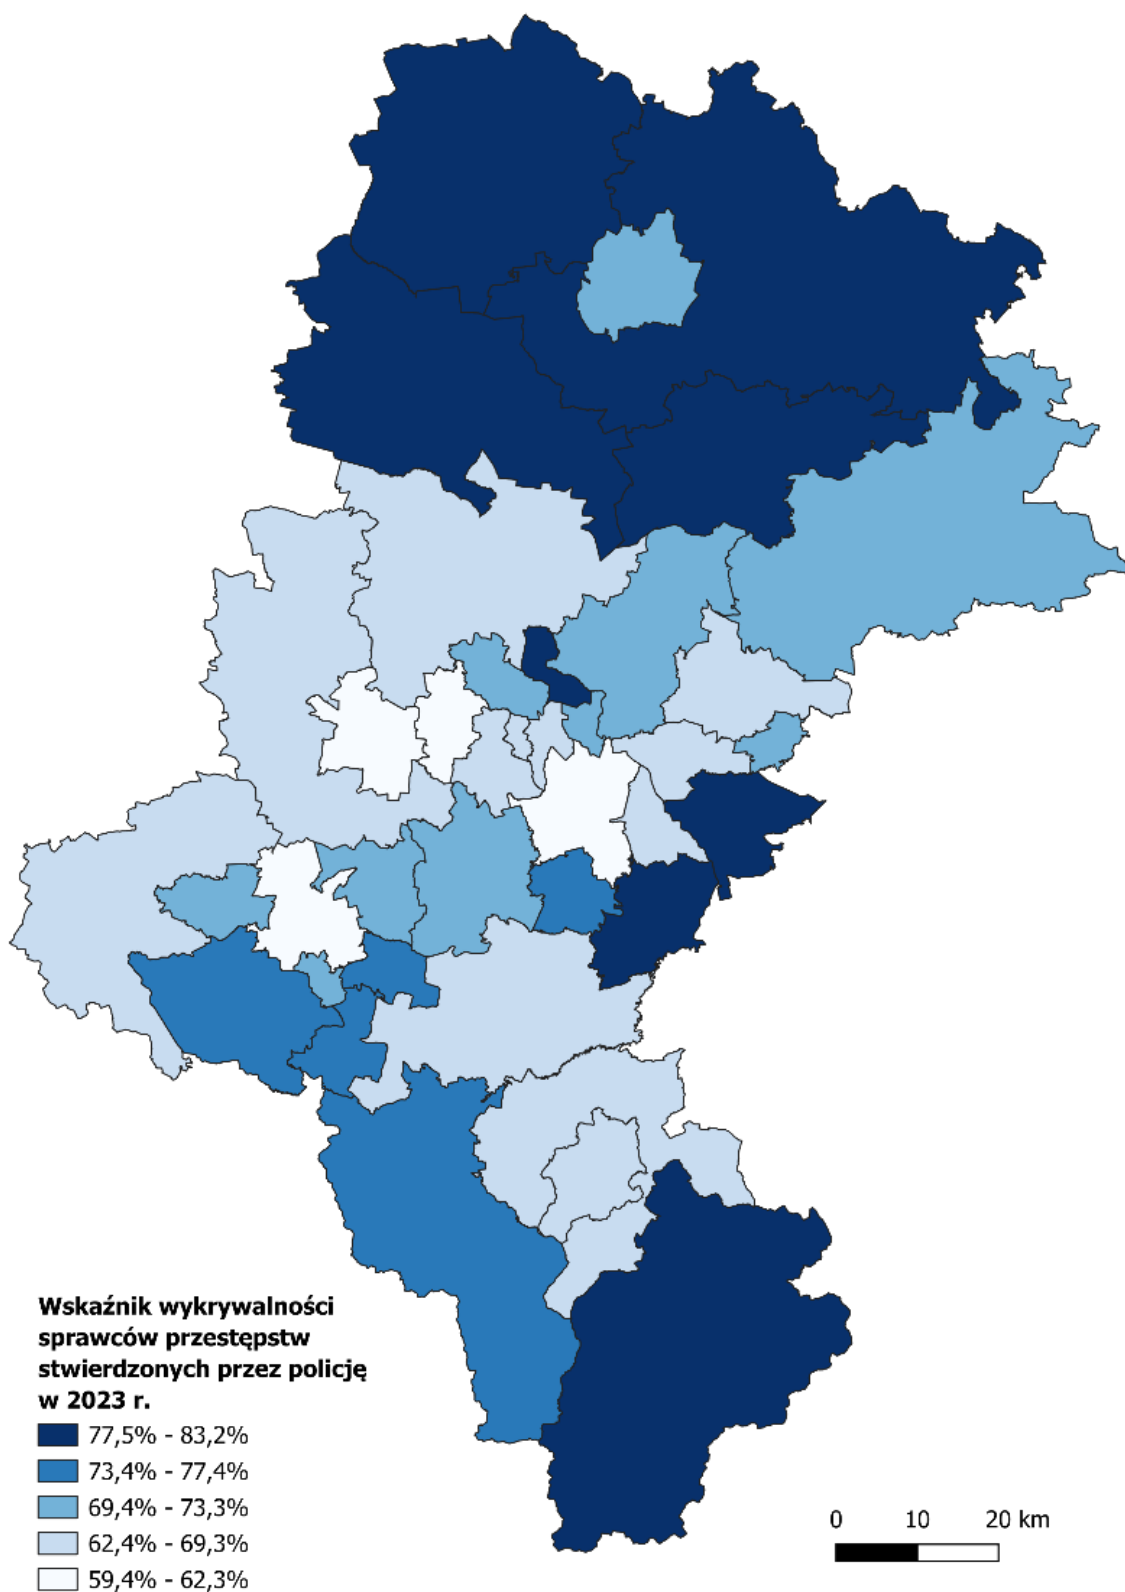 Wskaźnik wykrywalności
sprawców przestępstw
stwierdzonych przez policję
w 2023 r.
77,5% - 83,2%
73,4% - 77,4%
69,4% - 73,3%
62,4% - 69,3%
59,4% - 62,3%
0 10 20 km